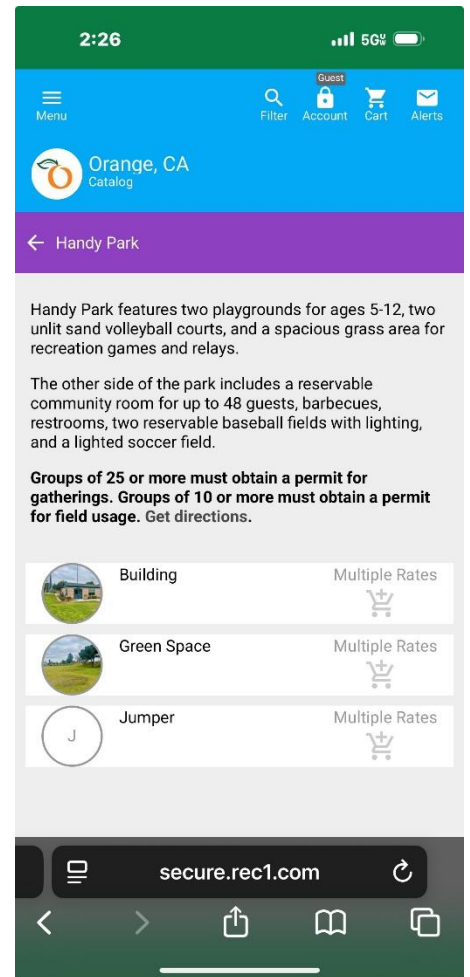 2:26
5GW
Guest
Menu
Filter
Account
Cart
Alerts
Orange, CA
Catalog
Handy Park
Handy Park features two playgrounds for ages 5-12, two
unlit sand volleyball courts, and a spacious grass area for
recreation games and relays.
The other side of the park includes a reservable
community room for up to 48 guests, barbecues,
restrooms, two reservable baseball fields with lighting,
and a lighted soccer field.
Groups of 25 or more must obtain a permit for
gatherings. Groups of 10 or more must obtain a permit
for field usage. Get directions.
Building
Multiple Rates
Green Space
Multiple Rates
J
Jumper
Multiple Rates
secure.rec1.com